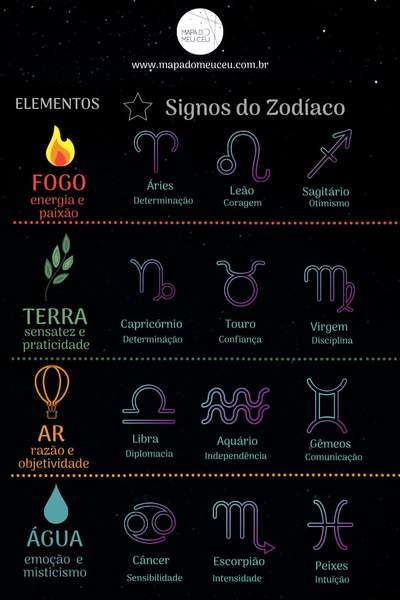 MAPA DO
MEU CEU
www.mapadomeuceu.com.br
ELEMENTOS
Signos do Zodíaco
FOGO
energia e
paixão
Áries
Determinação
Leão
Coragem
Sagitário
Otimismo
TERRA
sensatez e
praticidade
Capricórnio
Determinação
Touro
Confiança
Virgem
Disciplina
AR
razão e
objetividade
Libra
Diplomacia
Aquário
Independência
Gêmeos
Comunicação
ÁGUA
emoção e
misticismo
Câncer
Sensibilidade
Escorpião
Intensidade
Peixes
Intuição